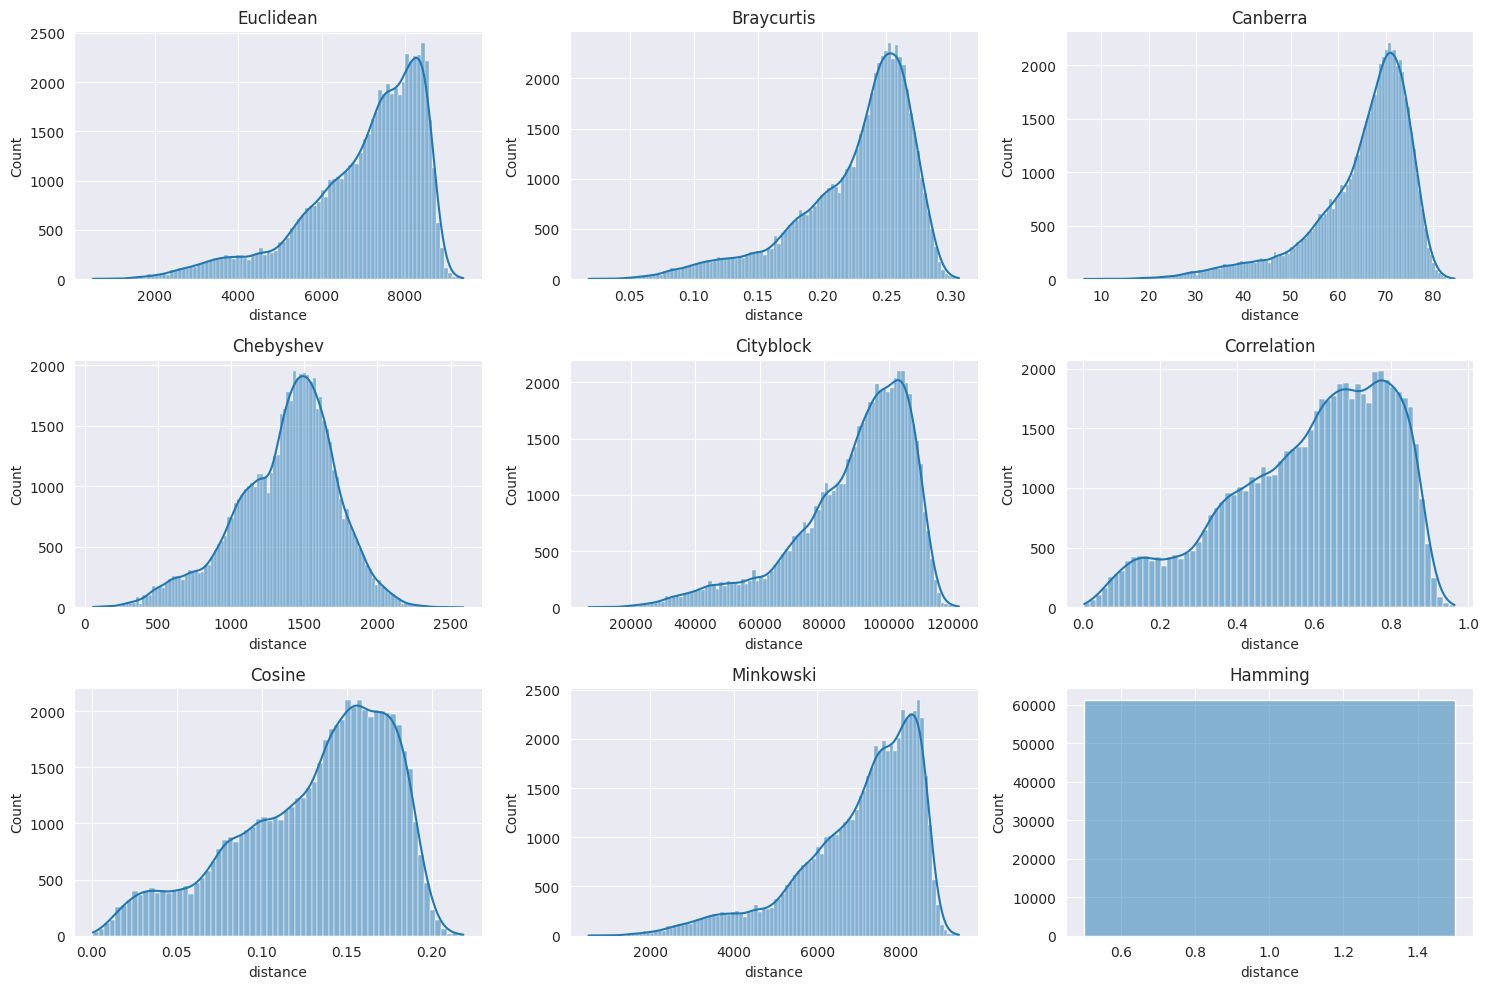 Euclidean
Braycurtis
Canberra
2500
2000
1500
1000
500
0
Count
2000 4000 6000 8000
distance
2000
1500
1000
500
0
Count
0.05 0.10 0.15 0.20 0.25 0.30
distance
2000
1500
1000
500
0
Count
10 20 30 40 50 60 70 80
distance
Chebyshev
Cityblock
Correlation
2000
1500
1000
500
0
Count
0 500 1000 1500 2000 2500
distance
2000
1500
1000
500
0
Count
20000 40000 60000 80000 100000 120000
distance
2000
1500
1000
500
0
Count
0.0 0.2 0.4 0.6 0.8 1.0
distance
Cosine
Minkowski
Hamming
2000
1500
1000
500
0
Count
0.00 0.05 0.10 0.15 0.20
distance
2500
2000
1500
1000
500
0
Count
2000 4000 6000 8000
distance
60000
50000
40000
30000
20000
10000
0
Count
0.6 0.8 1.0 1.2 1.4
distance